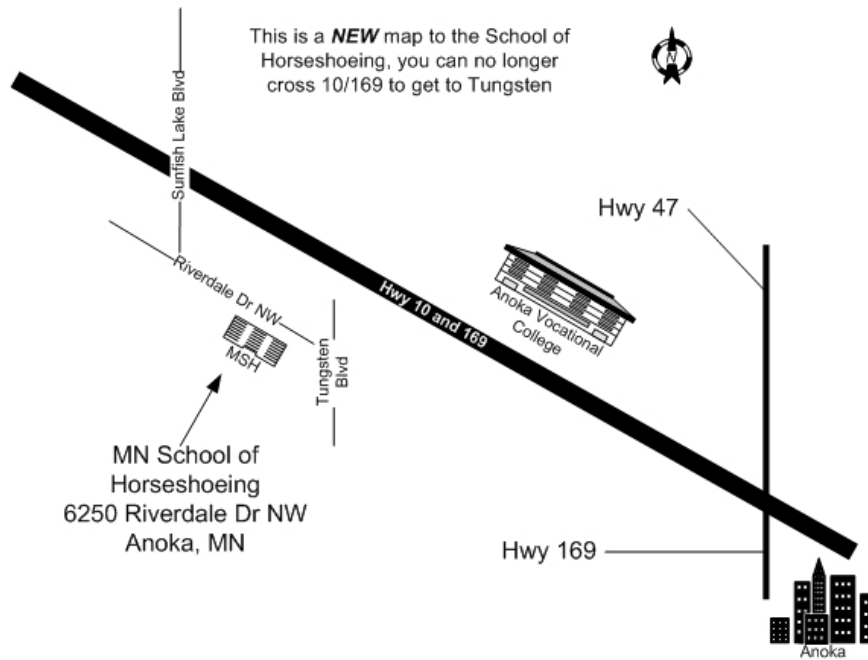 This is a NEW map to the School of
Horseshoeing, you can no longer
cross 10/169 to get to Tungsten
N
Sunfish Lake Blvd
Hwy 47
Riverdale Dr NW
Hwy 10 and 169
Anoka Vocational
College
MSH
Tungsten
Blvd
MN School of
Horseshoeing
6250 Riverdale Dr NW
Anoka, MN
Hwy 169
Anoka